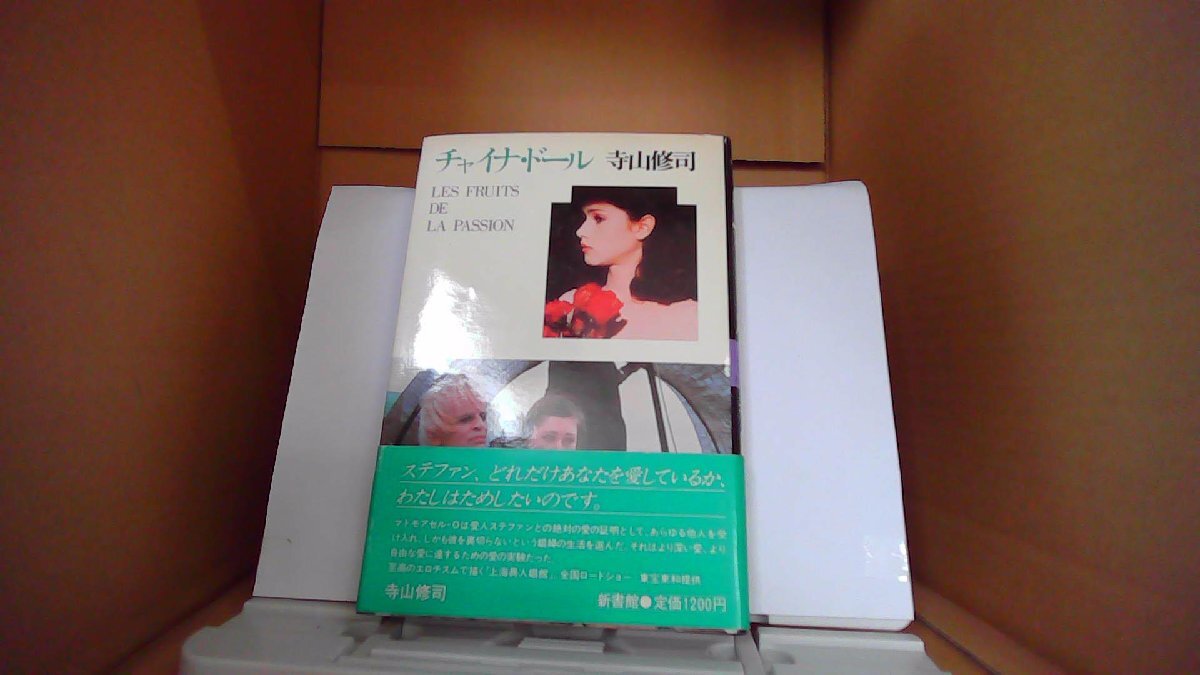 チャイナ・ドール 寺山修司
LES FRUITS
DE
LA PASSION
ステファン、どれだけあなたを愛しているか、
わたしはためしたいのです。
マドモアゼル・Oは愛人ステファンとの絶対の愛の証明として、あらゆる他人を受
け入れ、しかも彼を裏切らないという娼婦の生活を選んだ。それはより深い愛、より
自由な愛に達するための愛の実験だった
至高のエロチスムで描く「上海異人娼館」、全国ロードショー 東宝東和提供
寺山修司
新書館●定価1200円